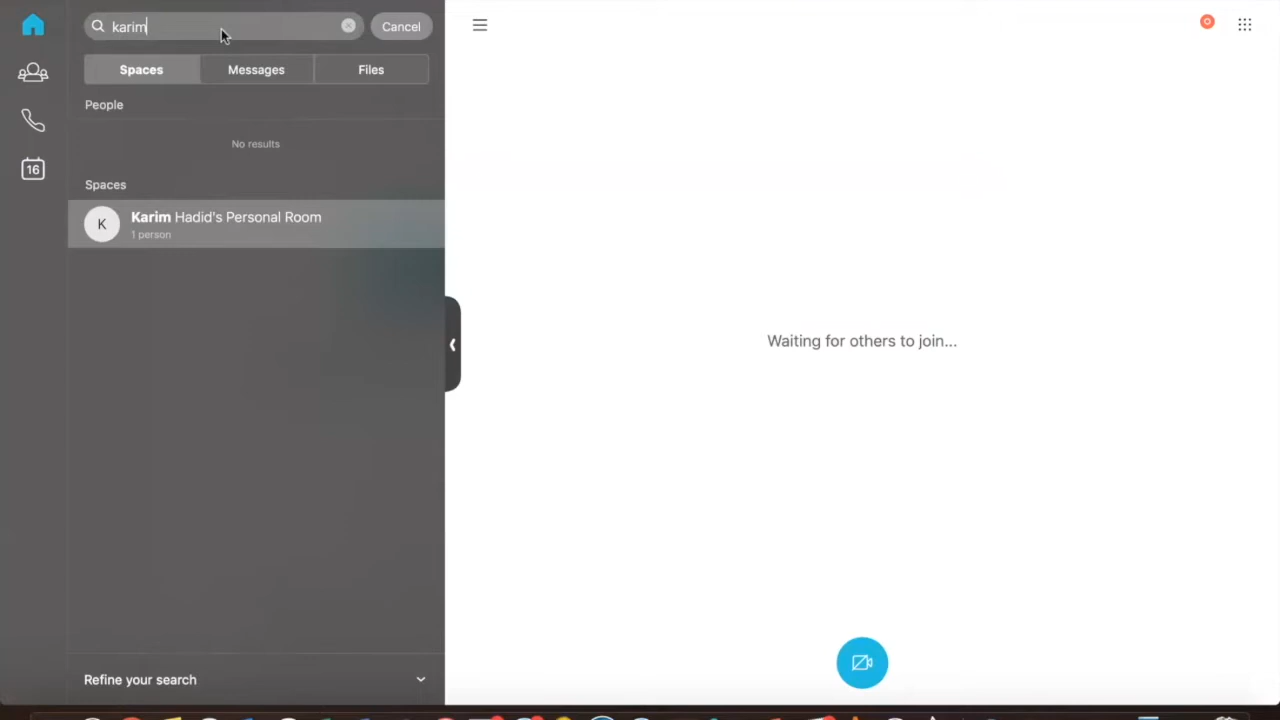 karim
Cancel
Spaces
Messages
Files
People
No results
16
Spaces
K
Karim Hadid's Personal Room
1 person
Waiting for others to join...
Refine your search